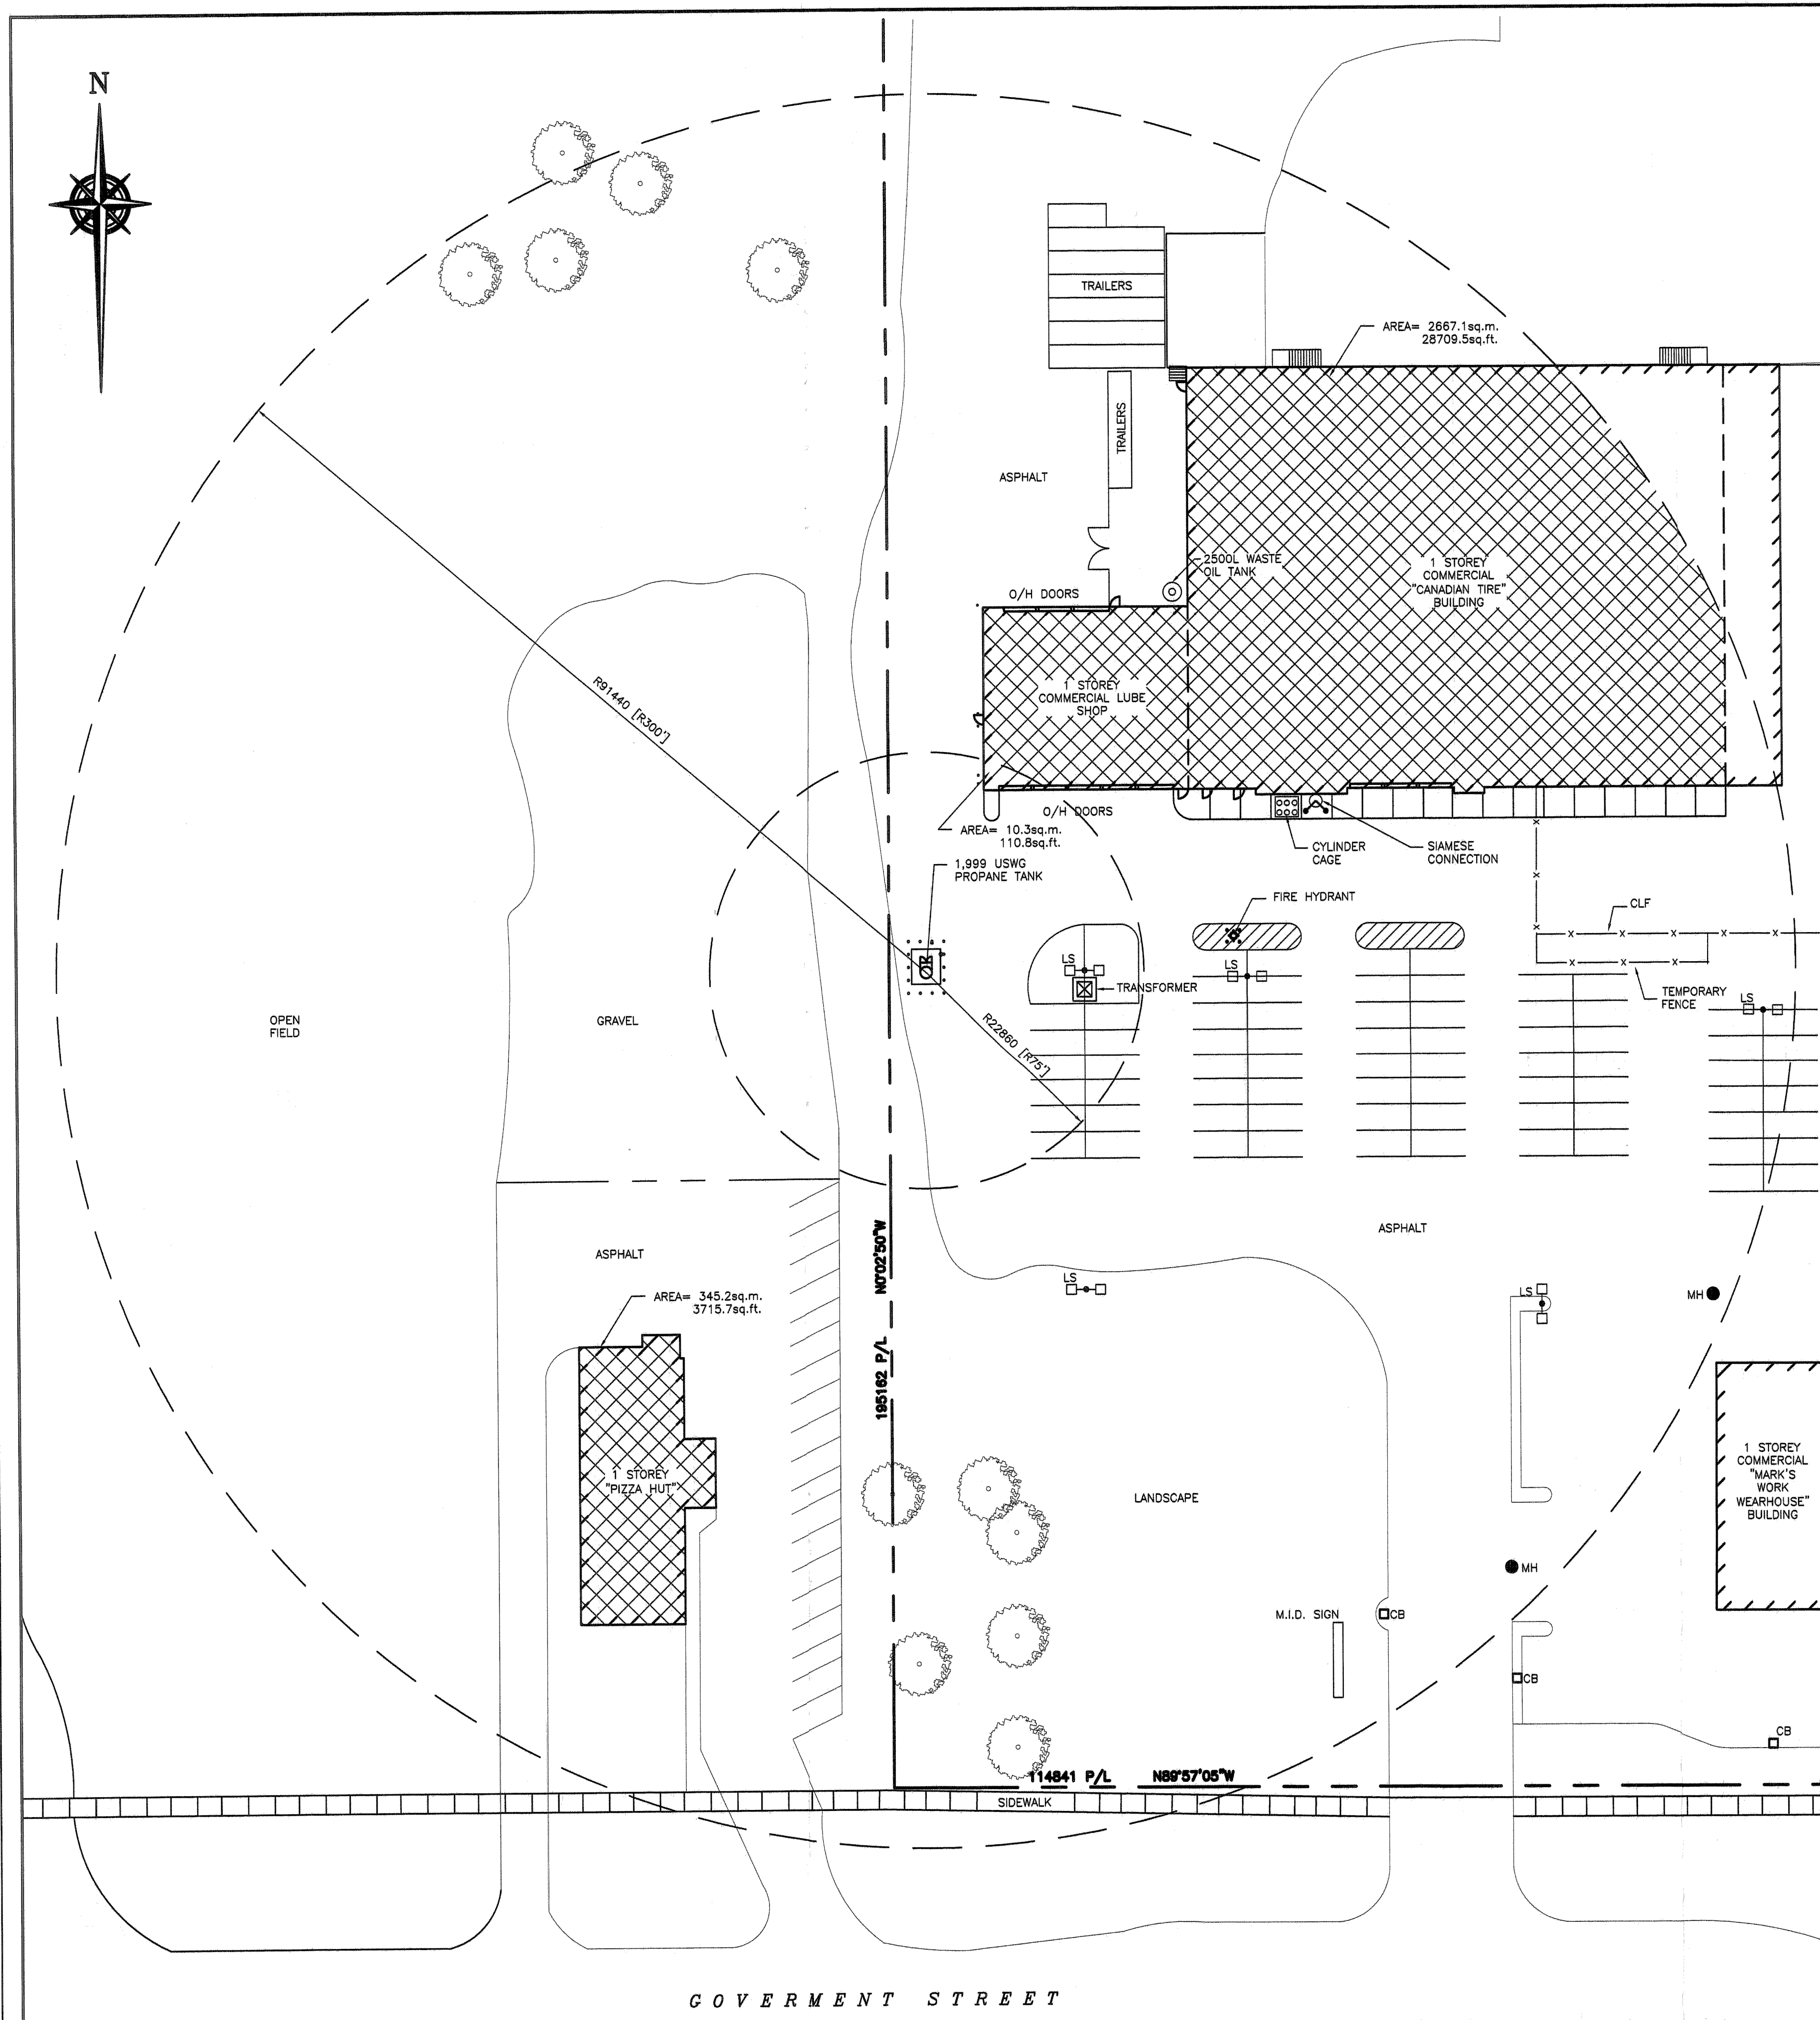 N
TRAILERS
AREA= 2667.1sq.m.
28709.5sq.ft.
TRAILERS
ASPHALT
2500L WASTE
OIL TANK
1 STOREY
COMMERCIAL
"CANADIAN TIRE"
BUILDING
O/H DOORS
1 STOREY
COMMERCIAL LUBE
SHOP
R91440 [R300']
O/H DOORS
AREA= 10.3sq.m.
110.8sq.ft.
CYLINDER
CAGE
SIAMESE
CONNECTION
1,999 USWG
PROPANE TANK
FIRE HYDRANT
CLF
LS
LS
TRANSFORMER
TEMPORARY
FENCE
LS
OPEN
FIELD
GRAVEL
R22860 [R75']
ASPHALT
ASPHALT
N0°02'50"W
195162 P/L
LS
LS
MH
AREA= 345.2sq.m.
3715.7sq.ft.
1 STOREY
"PIZZA HUT"
LANDSCAPE
1 STOREY
COMMERCIAL
"MARK'S
WORK
WEARHOUSE"
BUILDING
MH
M.I.D. SIGN
CB
CB
CB
114841 P/L N89°57'05"W
SIDEWALK
GOVERMENT STREET